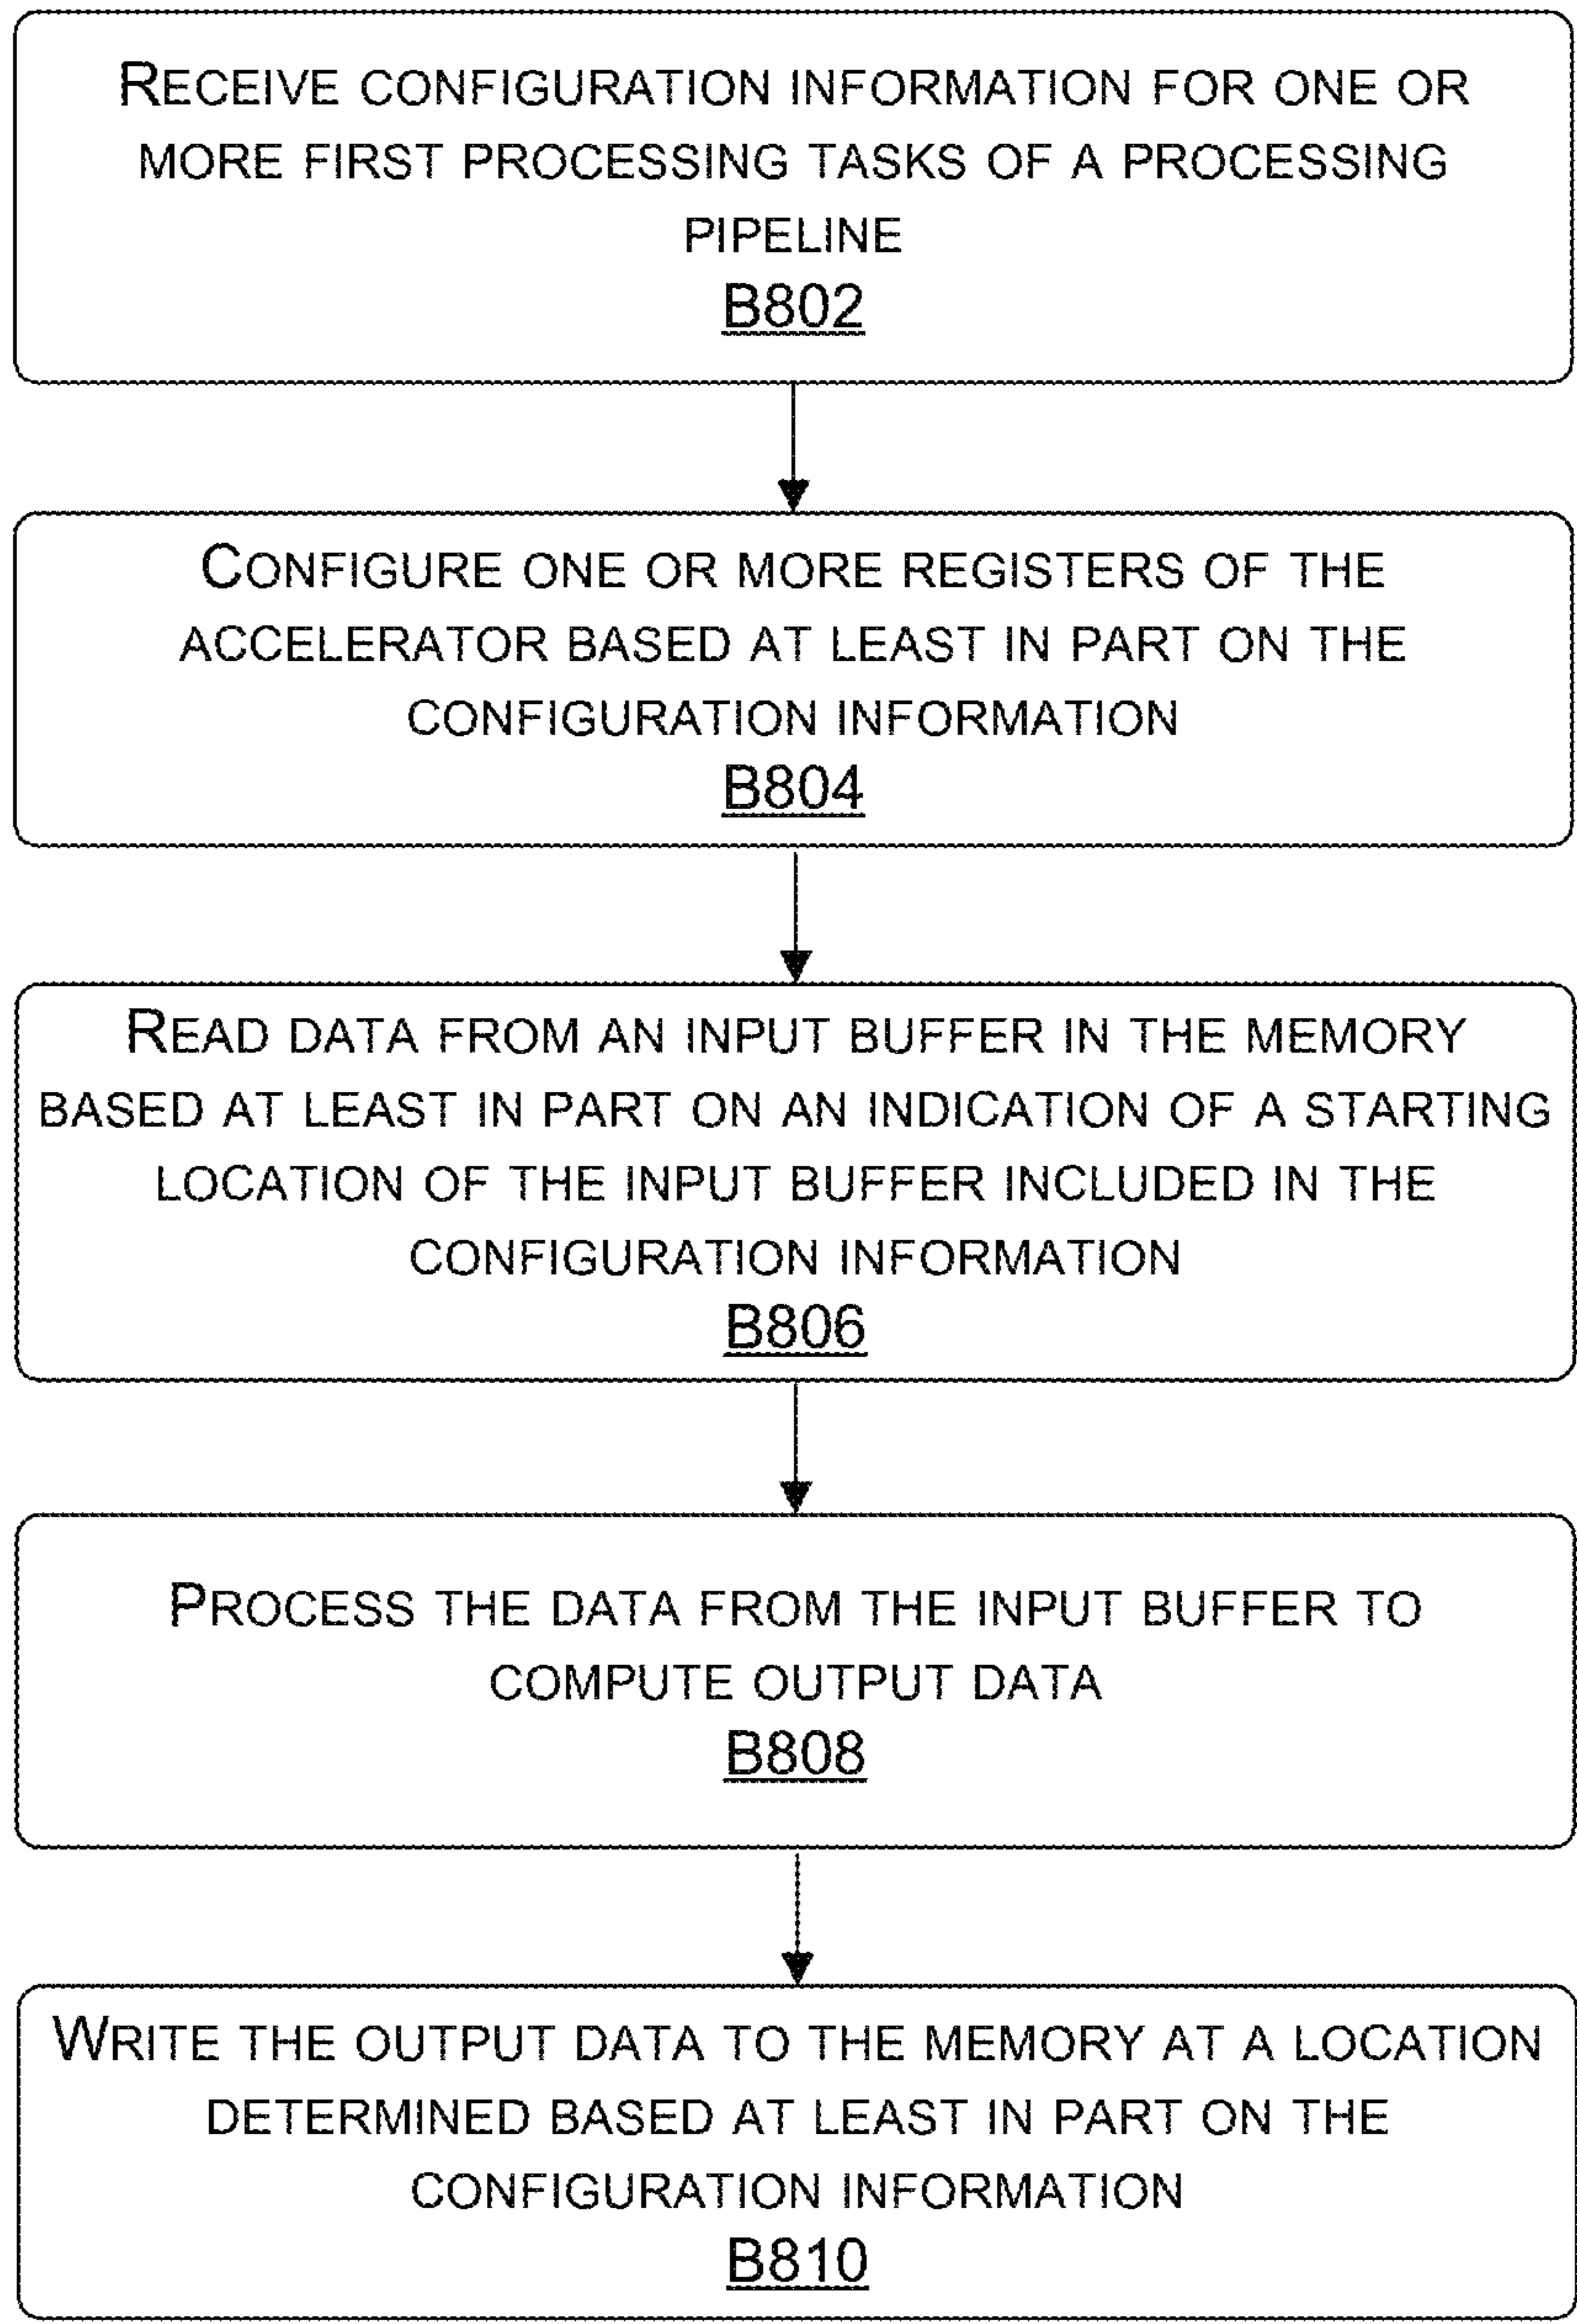 RECEIVE CONFIGURATION INFORMATION FOR ONE OR
MORE FIRST PROCESSING TASKS OF A PROCESSING
PIPELINE
B802
CONFIGURE ONE OR MORE REGISTERS OF THE
ACCELERATOR BASED AT LEAST IN PART ON THE
CONFIGURATION INFORMATION
B804
READ DATA FROM AN INPUT BUFFER IN THE MEMORY
BASED AT LEAST IN PART ON AN INDICATION OF A STARTING
LOCATION OF THE INPUT BUFFER INCLUDED IN THE
CONFIGURATION INFORMATION
B806
PROCESS THE DATA FROM THE INPUT BUFFER TO
COMPUTE OUTPUT DATA
B808
WRITE THE OUTPUT DATA TO THE MEMORY AT A LOCATION
DETERMINED BASED AT LEAST IN PART ON THE
CONFIGURATION INFORMATION
B810